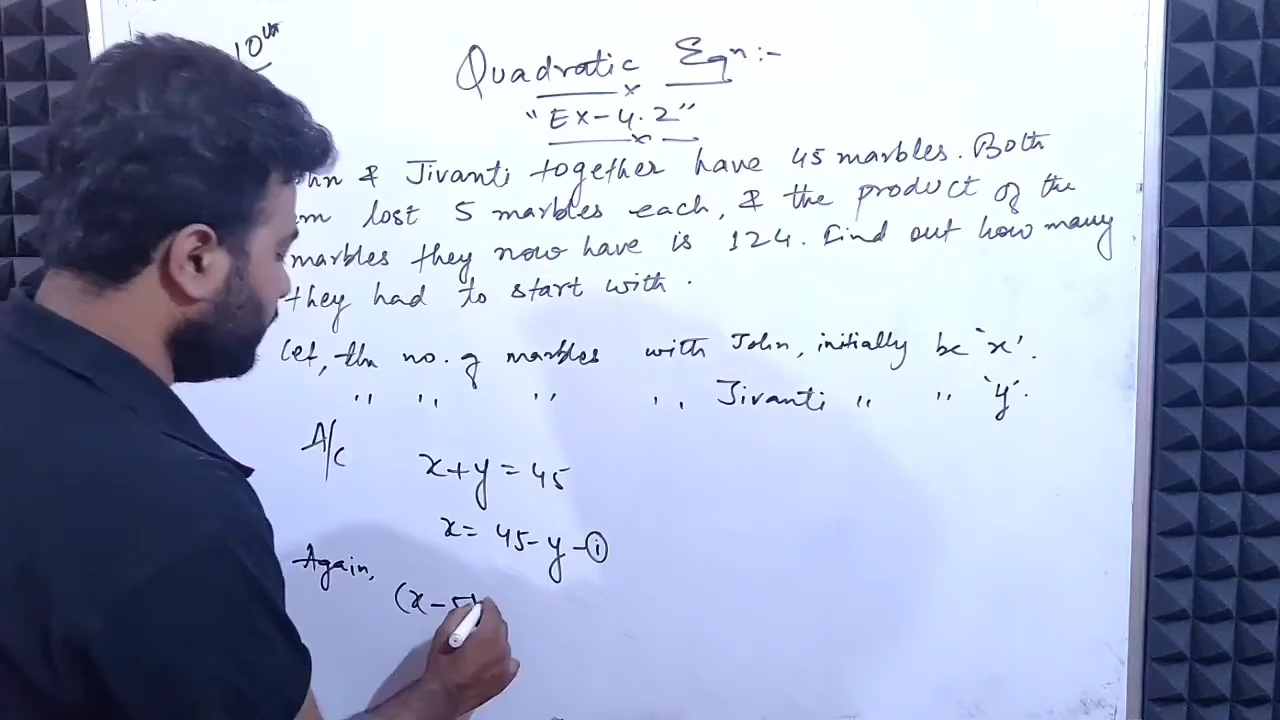 10th
Quadratic Eqn:-
"Ex-4.2"
hn & Jivanti together have 45 marbles. Both
m lost 5 marbles each, & the product of the
marbles they now have is 124. Find out how many
they had to start with.
Let, the no. of marbles with John, initially be 'x'.
" " " " Jivanti " " 'y'.
A/c x+y=45
x= 45-y-①
Again,
(x-5)